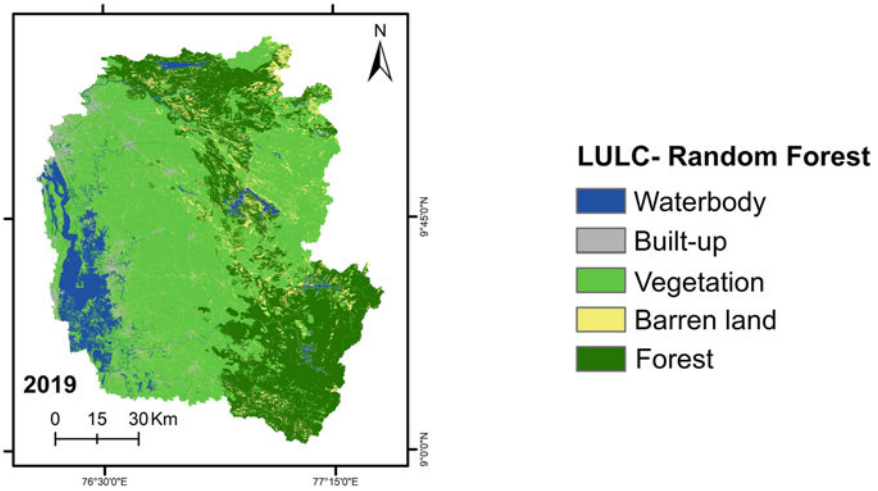 N
2019
0 15 30 Km
76°30'0"E
77°15'0"E
9°45'0"N
9°0'0"N
LULC- Random Forest
Waterbody
Built-up
Vegetation
Barren land
Forest